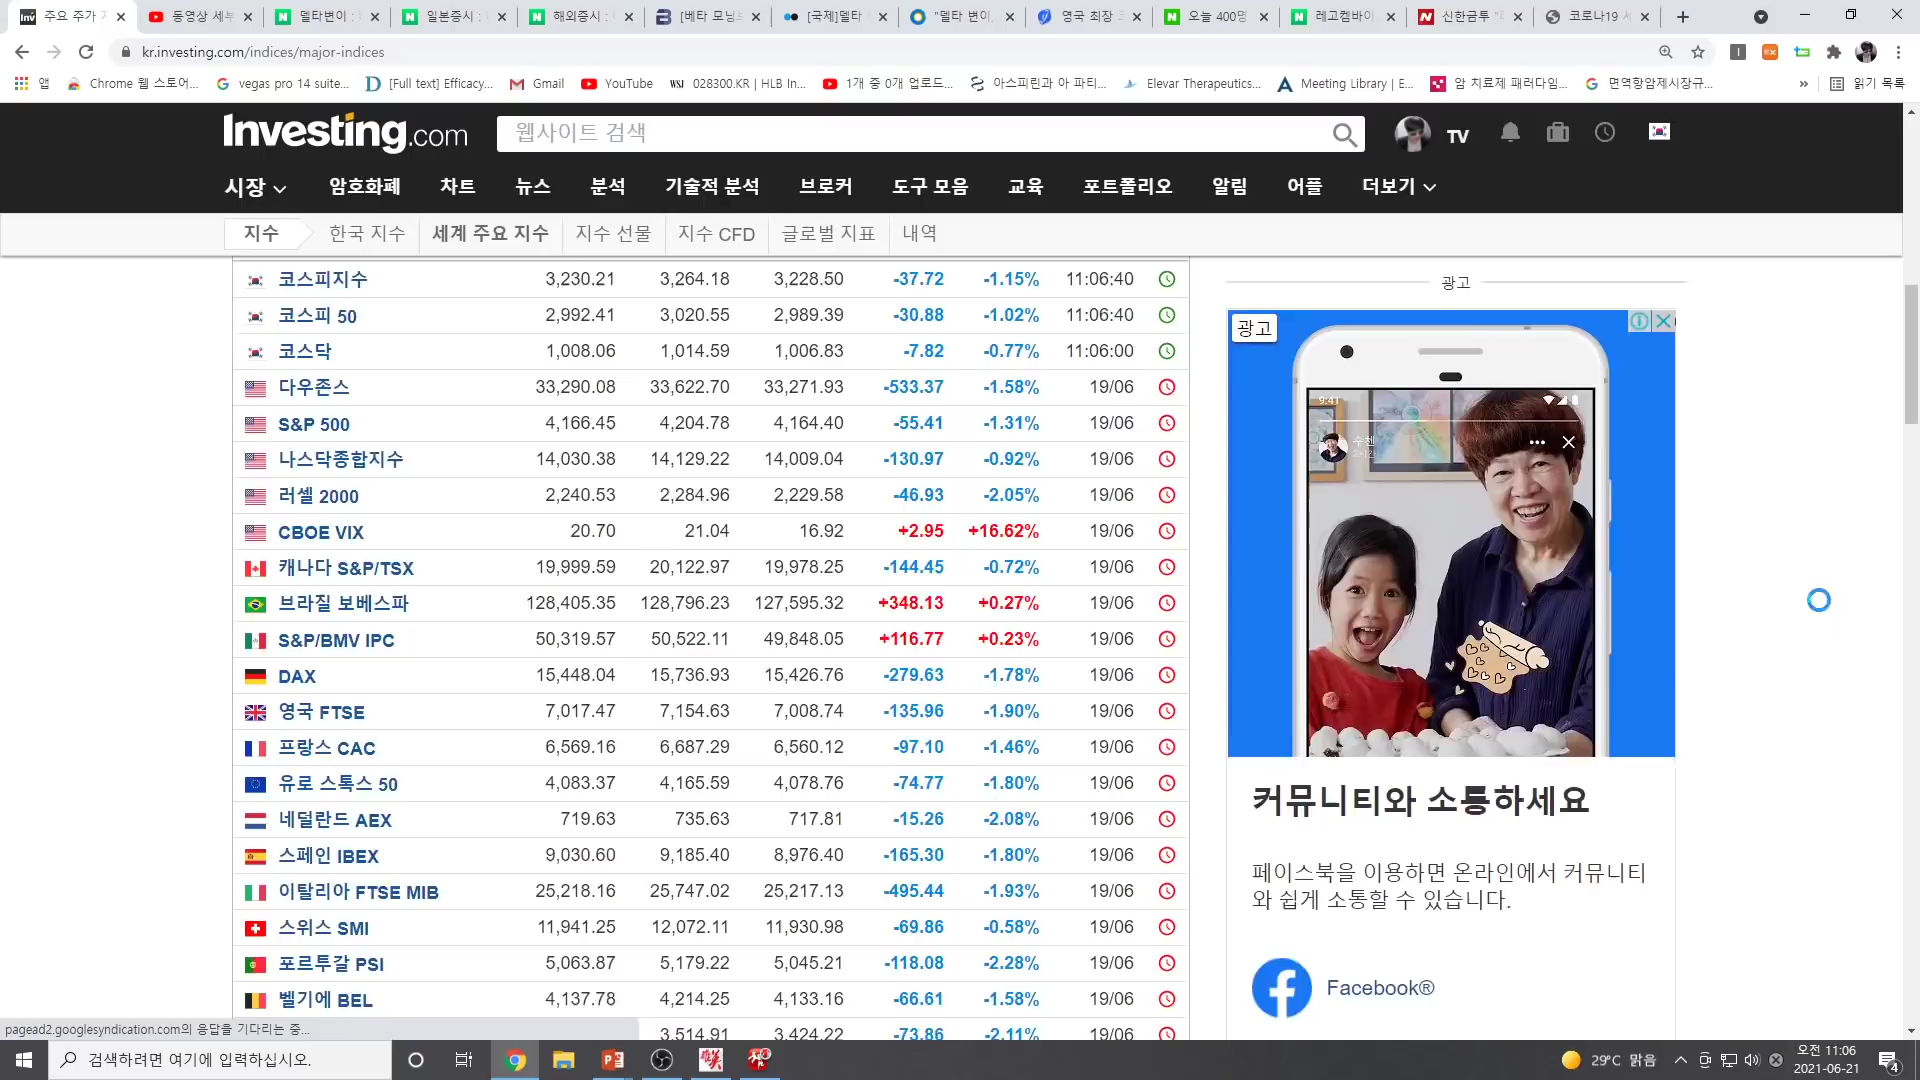 주요 주가 지
동영상 세부
델타변이 :
일본증시 :
해외증시 :
[베타 모닝브
[국제]델타
"델타 변이,
영국 최장
오늘 400명
레고켐바이
신한금투 "
코로나19 시
kr.investing.com/indices/major-indices
앱
Chrome 웹 스토어...
vegas pro 14 suite...
[Full text] Efficacy...
Gmail
YouTube
WSJ 028300.KR | HLB In...
1개 중 0개 업로드...
아스피린과 아 파티...
Elevar Therapeutics...
Meeting Library | E...
암 치료제 패러다임...
면역항암제시장규...
»
읽기 목록
Investing.com
웹사이트 검색
TV
시장 암호화폐 차트 뉴스 분석 기술적 분석 브로커 도구 모음 교육 포트폴리오 알림 어플 더보기
지수 한국 지수 세계 주요 지수 지수 선물 지수 CFD 글로벌 지표 내역
코스피지수 3,230.21 3,264.18 3,228.50 -37.72 -1.15% 11:06:40
코스피 50 2,992.41 3,020.55 2,989.39 -30.88 -1.02% 11:06:40
코스닥 1,008.06 1,014.59 1,006.83 -7.82 -0.77% 11:06:00
다우존스 33,290.08 33,622.70 33,271.93 -533.37 -1.58% 19/06
S&P 500 4,166.45 4,204.78 4,164.40 -55.41 -1.31% 19/06
나스닥종합지수 14,030.38 14,129.22 14,009.04 -130.97 -0.92% 19/06
러셀 2000 2,240.53 2,284.96 2,229.58 -46.93 -2.05% 19/06
CBOE VIX 20.70 21.04 16.92 +2.95 +16.62% 19/06
캐나다 S&P/TSX 19,999.59 20,122.97 19,978.25 -144.45 -0.72% 19/06
브라질 보베스파 128,405.35 128,796.23 127,595.32 +348.13 +0.27% 19/06
S&P/BMV IPC 50,319.57 50,522.11 49,848.05 +116.77 +0.23% 19/06
DAX 15,448.04 15,736.93 15,426.76 -279.63 -1.78% 19/06
영국 FTSE 7,017.47 7,154.63 7,008.74 -135.96 -1.90% 19/06
프랑스 CAC 6,569.16 6,687.29 6,560.12 -97.10 -1.46% 19/06
유로 스톡스 50 4,083.37 4,165.59 4,078.76 -74.77 -1.80% 19/06
네덜란드 AEX 719.63 735.63 717.81 -15.26 -2.08% 19/06
스페인 IBEX 9,030.60 9,185.40 8,976.40 -165.30 -1.80% 19/06
이탈리아 FTSE MIB 25,218.16 25,747.02 25,217.13 -495.44 -1.93% 19/06
스위스 SMI 11,941.25 12,072.11 11,930.98 -69.86 -0.58% 19/06
포르투갈 PSI 5,063.87 5,179.22 5,045.21 -118.08 -2.28% 19/06
벨기에 BEL 4,137.78 4,214.25 4,133.16 -66.61 -1.58% 19/06
3,514.91 3,424.22 -73.86 -2.11% 19/06
광고
광고
9:41
수첸
커뮤니티와 소통하세요
페이스북을 이용하면 온라인에서 커뮤니티
와 쉽게 소통할 수 있습니다.
Facebook®
pagead2.googlesyndication.com의 응답을 기다리는 중...
검색하려면 여기에 입력하십시오.
29°C 맑음
오전 11:06
2021-06-21
4